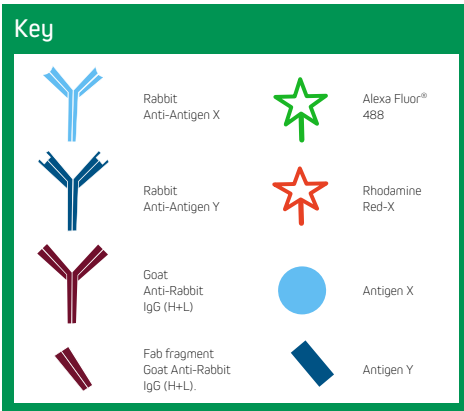 Key
Rabbit
Anti-Antigen X
Alexa Fluor®
488
Rabbit
Anti-Antigen Y
Rhodamine
Red-X
Goat
Anti-Rabbit
IgG (H+L)
Antigen X
Fab fragment
Goat Anti-Rabbit
IgG (H+L).
Antigen Y